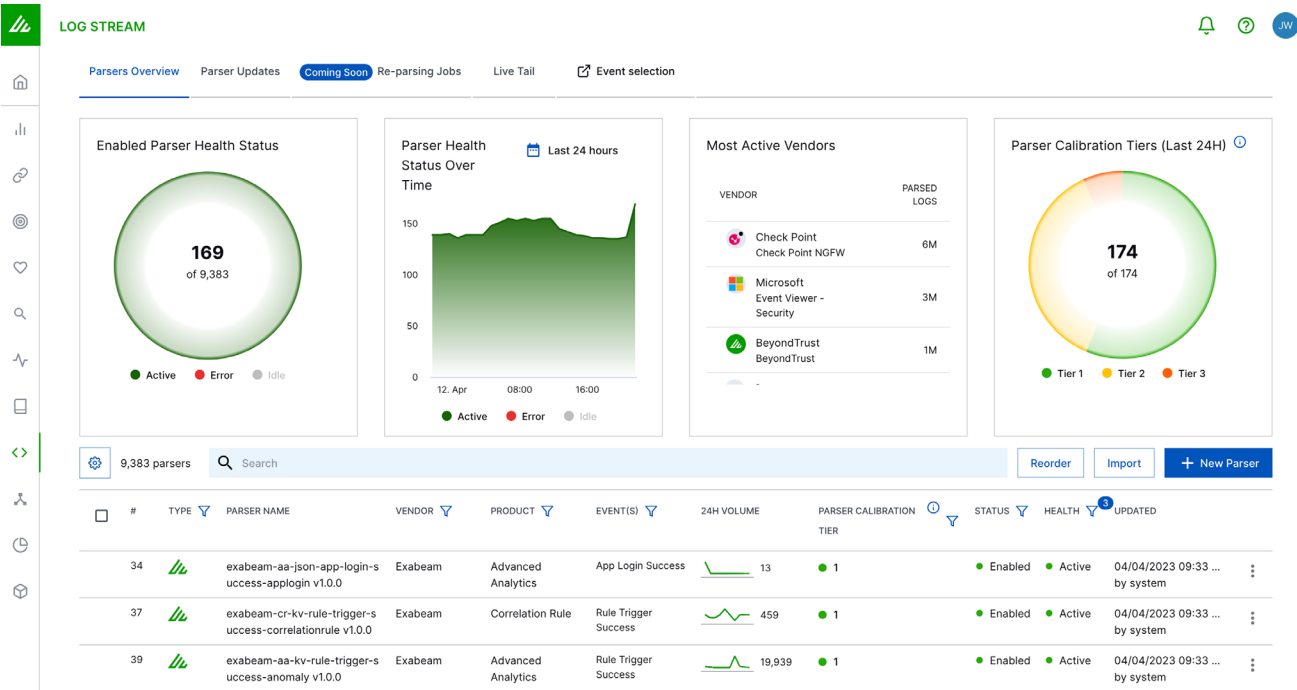 LOG STREAM
JW
Parsers Overview
Parser Updates
Coming Soon Re-parsing Jobs
Live Tail
Event selection
Enabled Parser Health Status
169
of 9,383
Active Error Idle
Parser Health
Status Over
Time
Last 24 hours
150
100
50
0
12. Apr 08:00 16:00
Active Error Idle
Most Active Vendors
VENDOR
PARSED
LOGS
Check Point
Check Point NGFW
6M
Microsoft
Event Viewer -
Security
3M
BeyondTrust
BeyondTrust
1M
Parser Calibration Tiers (Last 24H)
174
of 174
Tier 1 Tier 2 Tier 3
9,383 parsers
Search
Reorder
Import
+ New Parser
# TYPE PARSER NAME VENDOR PRODUCT EVENT(S) 24H VOLUME PARSER CALIBRATION
TIER
STATUS HEALTH 3 UPDATED
34 exabeam-aa-json-app-login-s Exabeam Advanced App Login Success 13 1 Enabled Active 04/04/2023 09:33 ...
uccess-applogin v1.0.0 Analytics by system
37 exabeam-cr-kv-rule-trigger-s Exabeam Correlation Rule Rule Trigger 459 1 Enabled Active 04/04/2023 09:33 ...
uccess-correlationrule v1.0.0 Success by system
39 exabeam-aa-kv-rule-trigger-s Exabeam Advanced Rule Trigger 19,939 1 Enabled Active 04/04/2023 09:33 ...
uccess-anomaly v1.0.0 Analytics Success by system